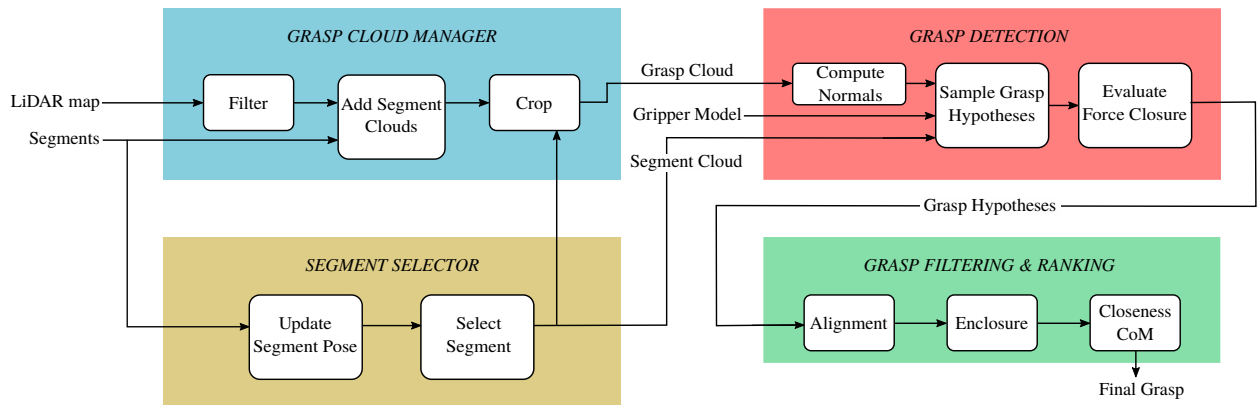 GRASP CLOUD MANAGER
LiDAR map
Segments
Filter
Add Segment
Clouds
Crop
Grasp Cloud
Gripper Model
Segment Cloud
GRASP DETECTION
Compute
Normals
Sample Grasp
Hypotheses
Evaluate
Force Closure
Grasp Hypotheses
SEGMENT SELECTOR
Update
Segment Pose
Select
Segment
GRASP FILTERING & RANKING
Alignment
Enclosure
Closeness
CoM
Final Grasp